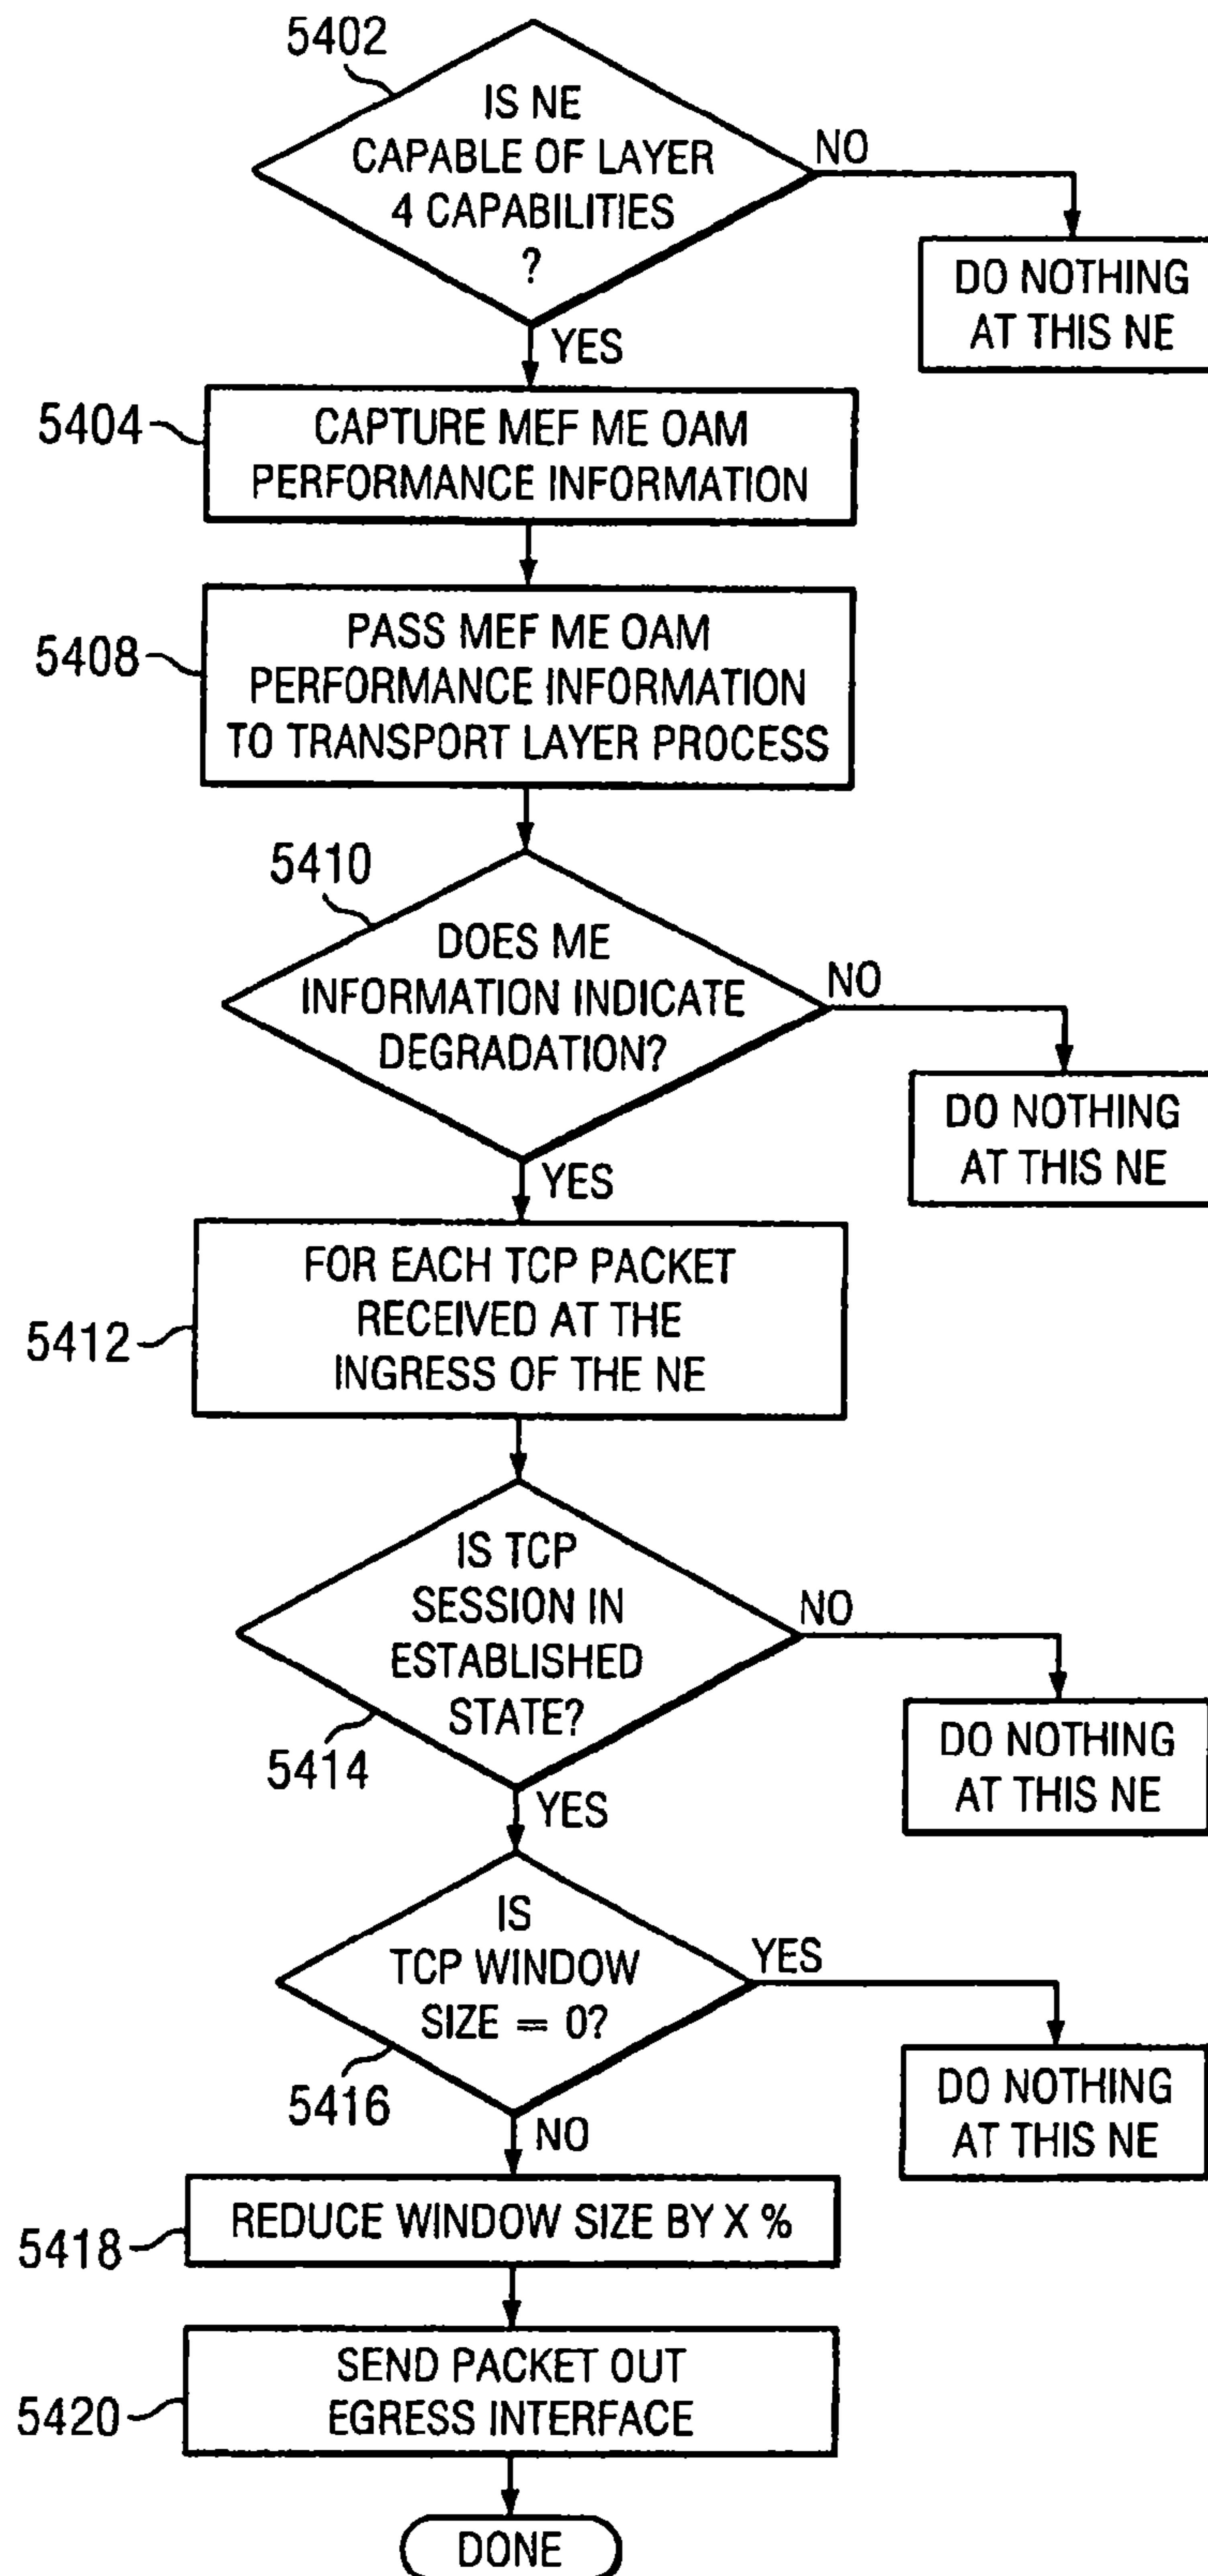 5402
IS NE
CAPABLE OF LAYER
4 CAPABILITIES
?
NO
DO NOTHING
AT THIS NE
YES
5404
CAPTURE MEF ME OAM
PERFORMANCE INFORMATION
5408
PASS MEF ME OAM
PERFORMANCE INFORMATION
TO TRANSPORT LAYER PROCESS
5410
DOES ME
INFORMATION INDICATE
DEGRADATION?
NO
DO NOTHING
AT THIS NE
YES
5412
FOR EACH TCP PACKET
RECEIVED AT THE
INGRESS OF THE NE
IS TCP
SESSION IN
ESTABLISHED
STATE?
5414
NO
DO NOTHING
AT THIS NE
YES
IS
TCP WINDOW
SIZE = 0?
5416
YES
DO NOTHING
AT THIS NE
NO
5418
REDUCE WINDOW SIZE BY X %
5420
SEND PACKET OUT
EGRESS INTERFACE
DONE